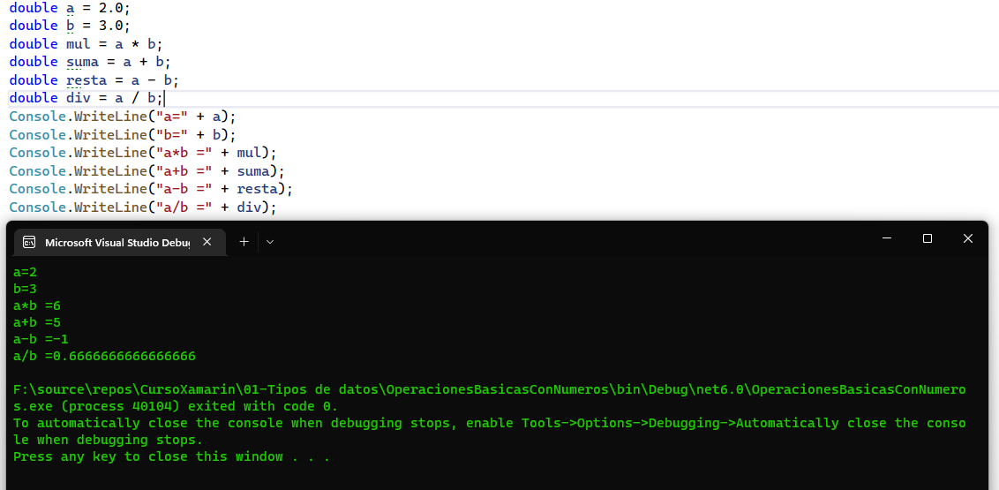 double a = 2.0;
double b = 3.0;
double mul = a * b;
double suma = a + b;
double resta = a - b;
double div = a / b;
Console.WriteLine("a=" + a);
Console.WriteLine("b=" + b);
Console.WriteLine("a*b =" + mul);
Console.WriteLine("a+b =" + suma);
Console.WriteLine("a-b =" + resta);
Console.WriteLine("a/b =" + div);
Microsoft Visual Studio Debu
a=2
b=3
a*b =6
a+b =5
a-b =-1
a/b =0.6666666666666666
F:\source\repos\CursoXamarin\01-Tipos de datos\OperacionesBasicasConNumeros\bin\Debug\net6.0\OperacionesBasicasConNumero
s.exe (process 40104) exited with code 0.
To automatically close the console when debugging stops, enable Tools->Options->Debugging->Automatically close the conso
le when debugging stops.
Press any key to close this window . . .